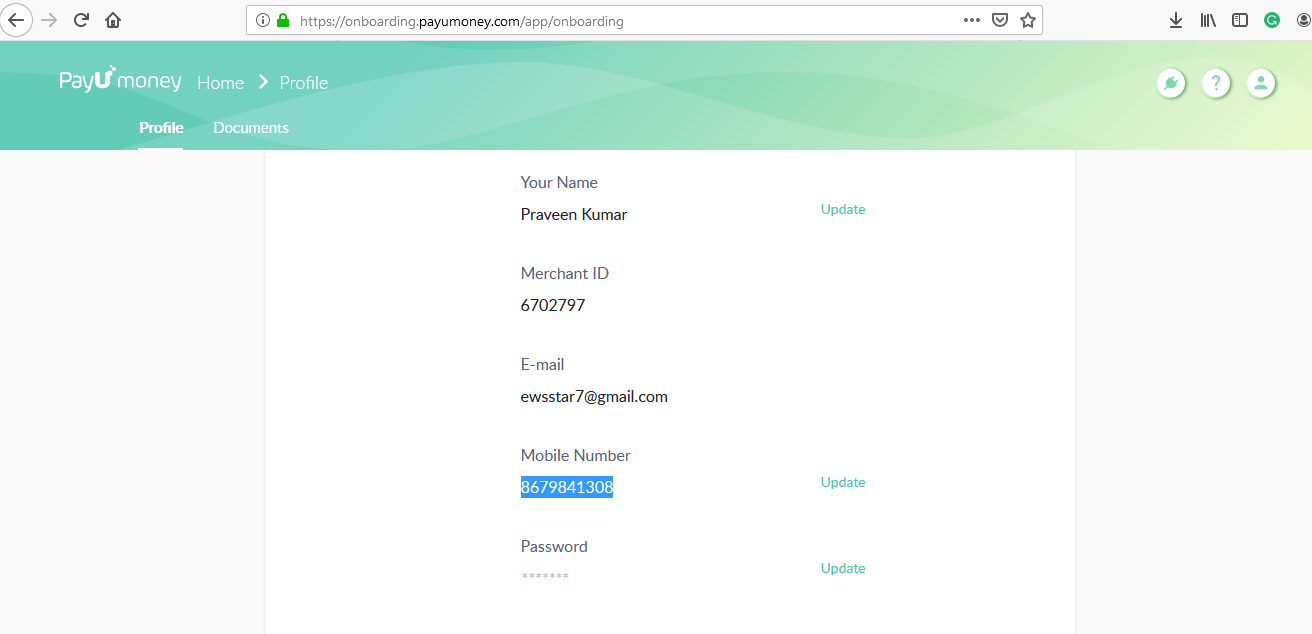 https://onboarding.payumoney.com/app/onboarding
PayUmoney Home Profile
Profile Documents
Your Name
Praveen Kumar Update
Merchant ID
6702797
E-mail
ewsstar7@gmail.com
Mobile Number
8679841308 Update
Password
******* Update